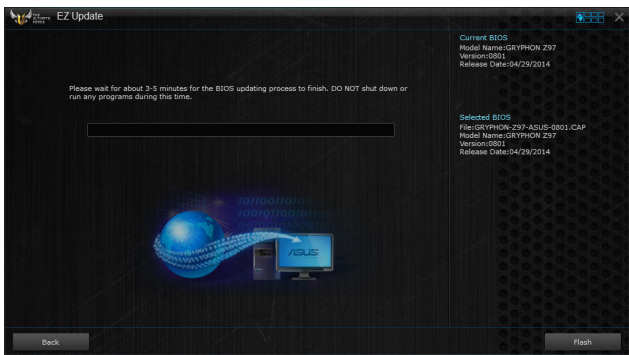 THE
ULTIMATE
FORCE
EZ Update
Please wait for about 3-5 minutes for the BIOS updating process to finish. DO NOT shut down or
run any programs during this time.
ASUS
Current BIOS
Model Name:GRYPHON Z97
Version:0801
Release Date:04/29/2014
Selected BIOS
File:GRYPHON-Z97-ASUS-0801.CAP
Model Name:GRYPHON Z97
Version:0801
Release Date:04/29/2014
Back
Flash